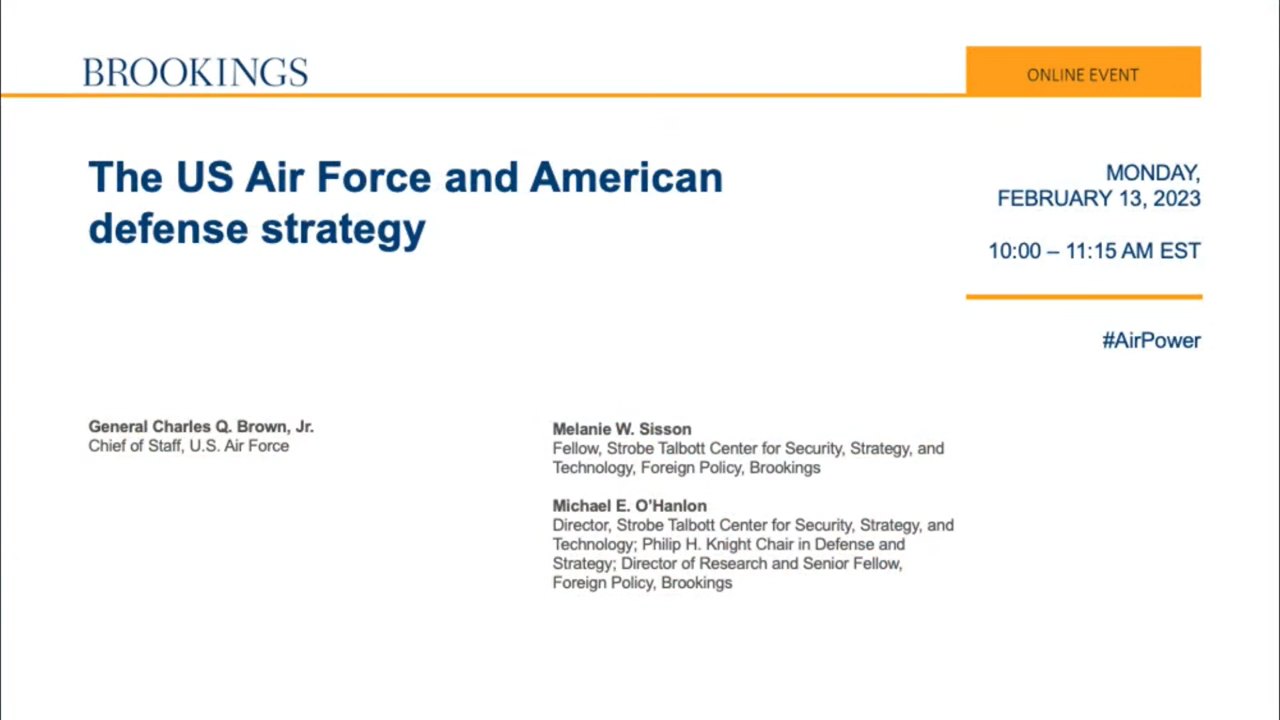 BROOKINGS
ONLINE EVENT
The US Air Force and American
defense strategy
MONDAY,
FEBRUARY 13, 2023
10:00 – 11:15 AM EST
#AirPower
General Charles Q. Brown, Jr.
Chief of Staff, U.S. Air Force
Melanie W. Sisson
Fellow, Strobe Talbott Center for Security, Strategy, and
Technology, Foreign Policy, Brookings
Michael E. O'Hanlon
Director, Strobe Talbott Center for Security, Strategy, and
Technology; Philip H. Knight Chair in Defense and
Strategy; Director of Research and Senior Fellow,
Foreign Policy, Brookings